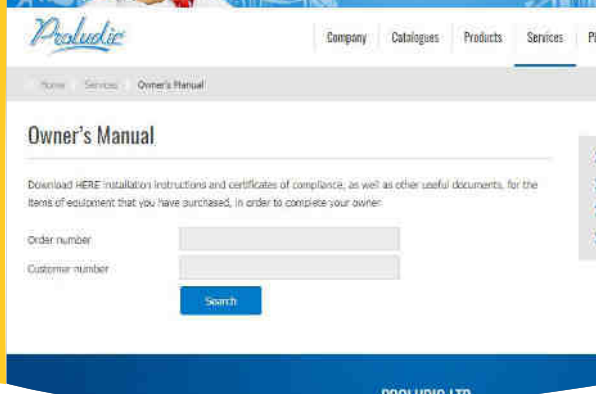 Proludic
Company Catalogues Products Services
Home Services Owner's Manual
Owner's Manual
Download HERE installation instructions and certificates of compliance, as well as other useful documents, for the
items of equipment that you have purchased, in order to complete your owner
Order number
Customer number
Search
PROLUDIC LTD